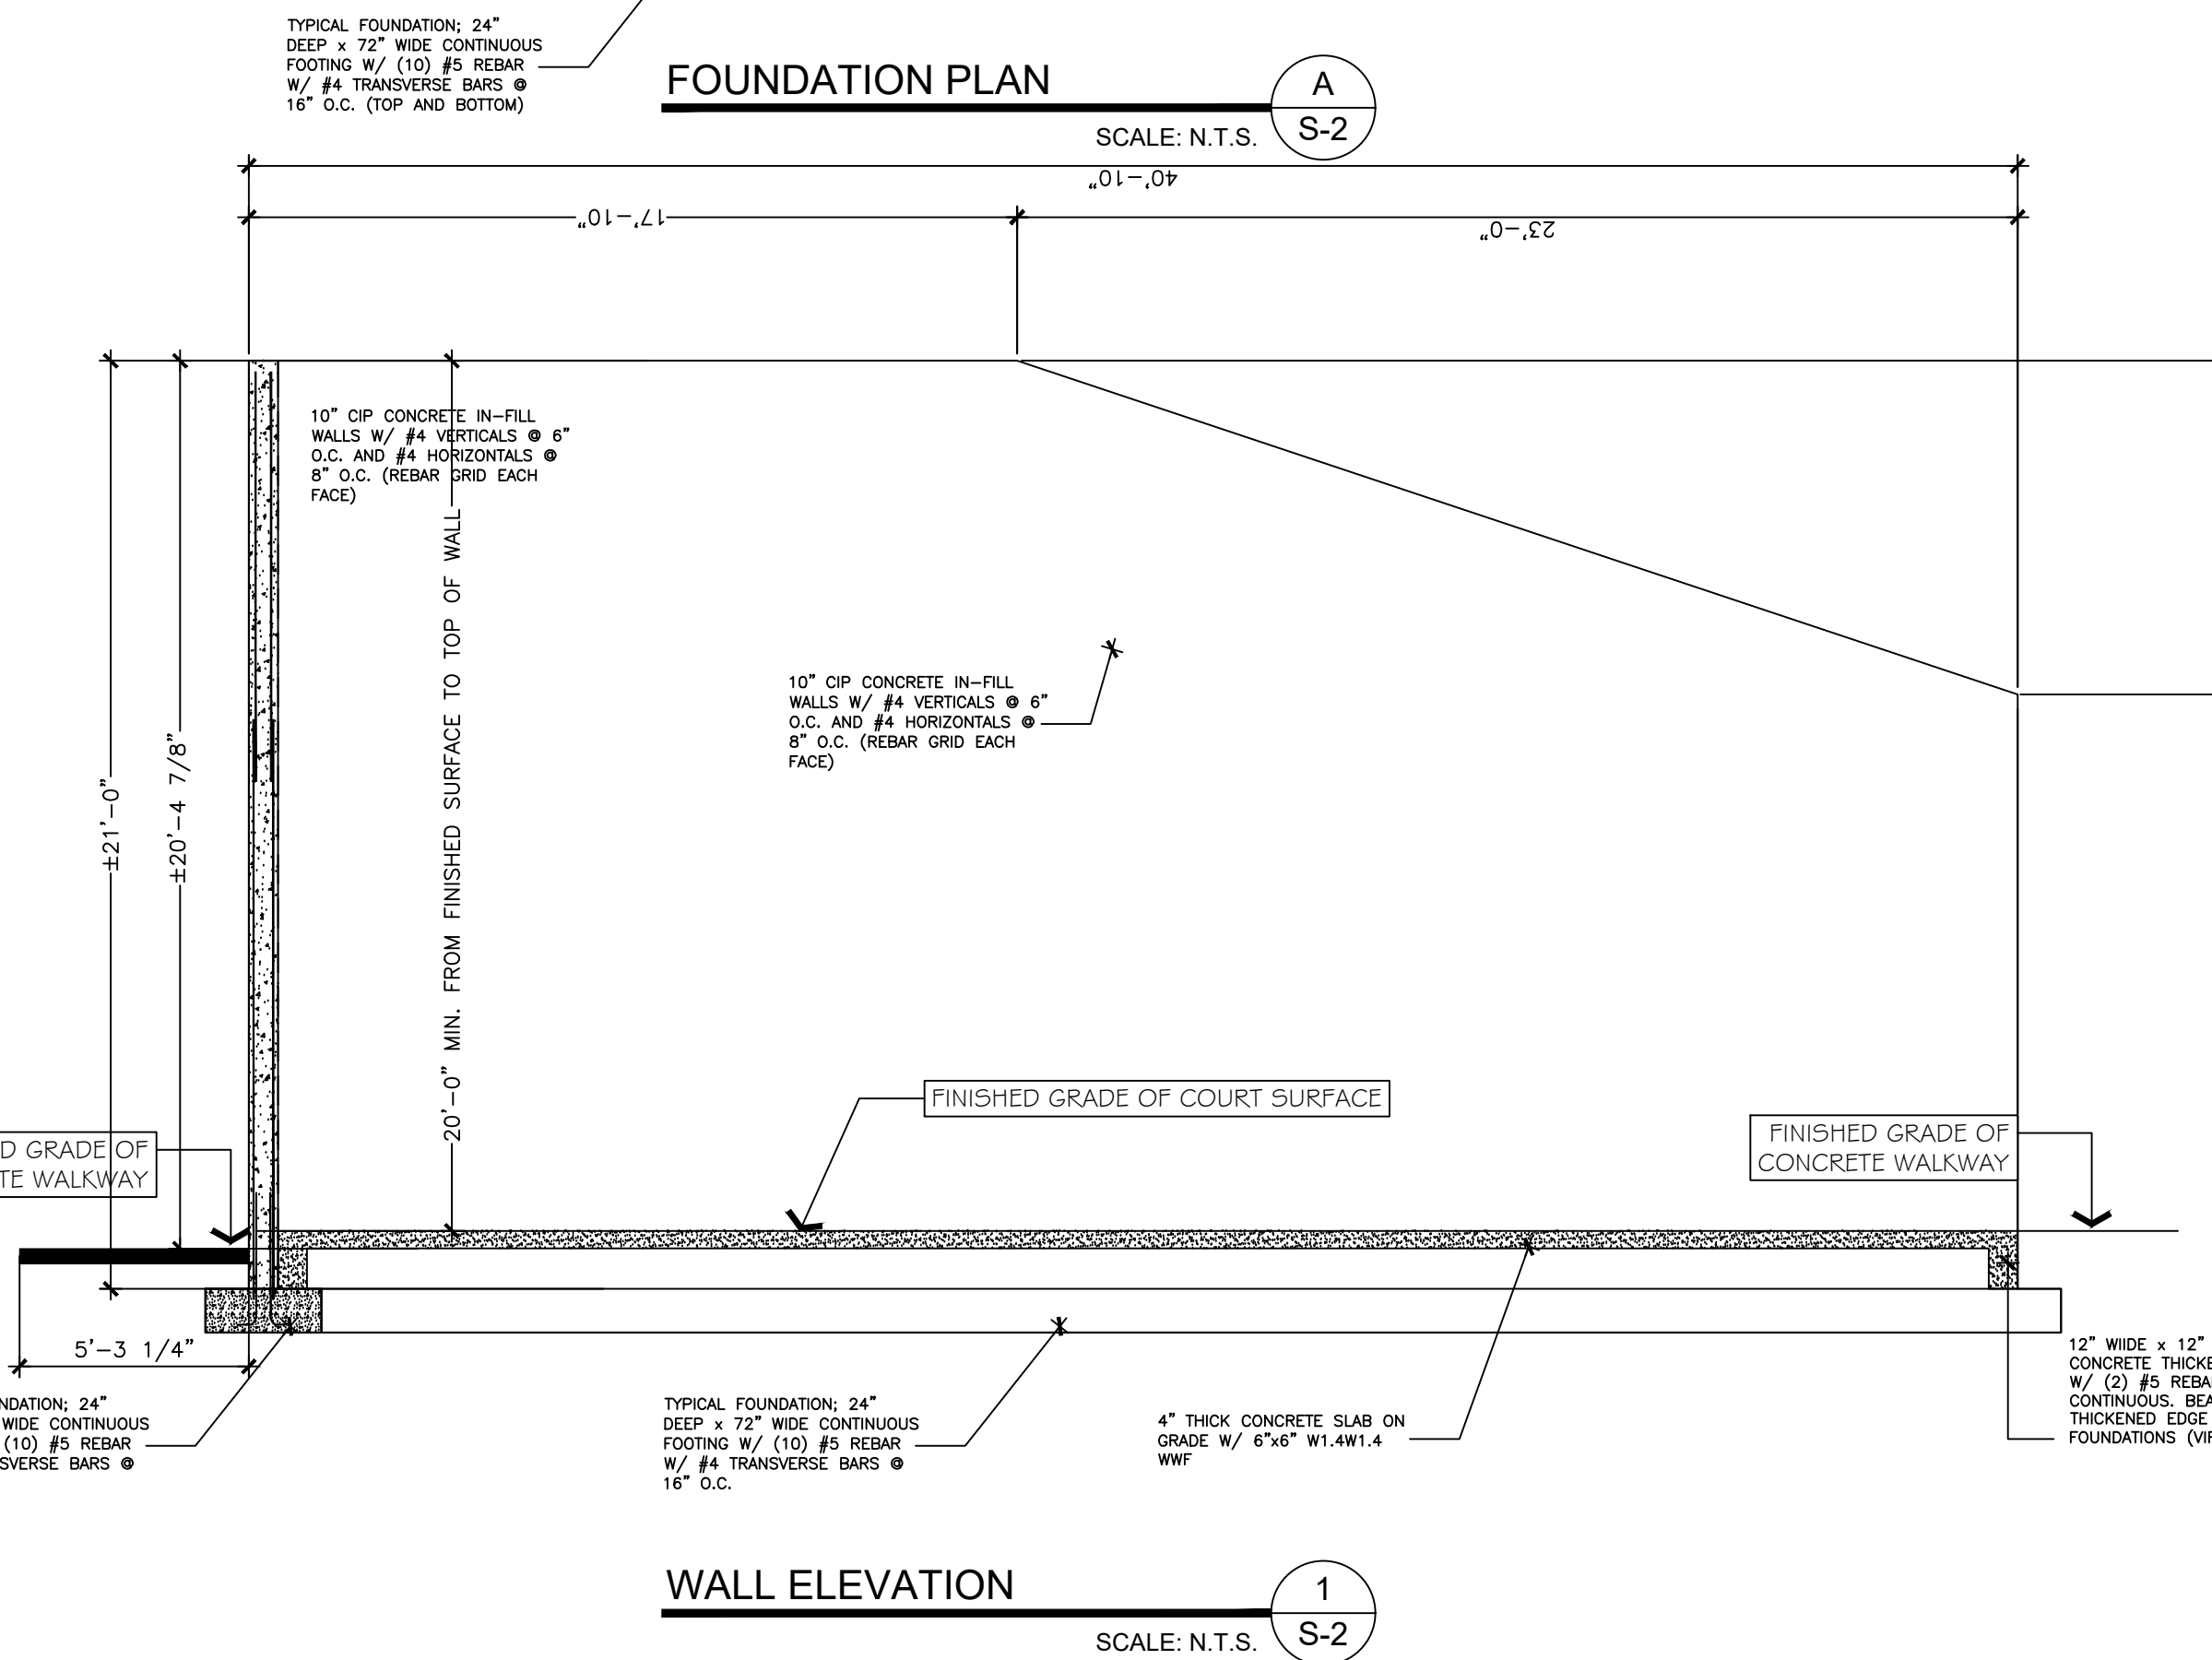 TYPICAL FOUNDATION; 24"
DEEP x 72" WIDE CONTINUOUS
FOOTING W/ (10) #5 REBAR
W/ #4 TRANSVERSE BARS @
16" O.C. (TOP AND BOTTOM)
FOUNDATION PLAN
A
S-2
SCALE: N.T.S.
40'-10"
17'-10"
23'-0"
10" CIP CONCRETE IN-FILL
WALLS W/ #4 VERTICALS @ 6"
O.C. AND #4 HORIZONTALS @
8" O.C. (REBAR GRID EACH
FACE)
±21'-0"
±20'-4 7/8"
20'-0" MIN. FROM FINISHED SURFACE TO TOP OF WALL
10" CIP CONCRETE IN-FILL
WALLS W/ #4 VERTICALS @ 6"
O.C. AND #4 HORIZONTALS @
8" O.C. (REBAR GRID EACH
FACE)
FINISHED GRADE OF COURT SURFACE
D GRADE OF
TE WALKWAY
FINISHED GRADE OF
CONCRETE WALKWAY
5'-3 1/4"
NDATION; 24"
WIDE CONTINUOUS
(10) #5 REBAR
SVERSE BARS @
TYPICAL FOUNDATION; 24"
DEEP x 72" WIDE CONTINUOUS
FOOTING W/ (10) #5 REBAR
W/ #4 TRANSVERSE BARS @
16" O.C.
4" THICK CONCRETE SLAB ON
GRADE W/ 6"x6" W1.4W1.4
WWF
12" WIIDE x 12"
CONCRETE THICKE
W/ (2) #5 REBA
CONTINUOUS. BEA
THICKENED EDGE
FOUNDATIONS (VIF
WALL ELEVATION
1
S-2
SCALE: N.T.S.